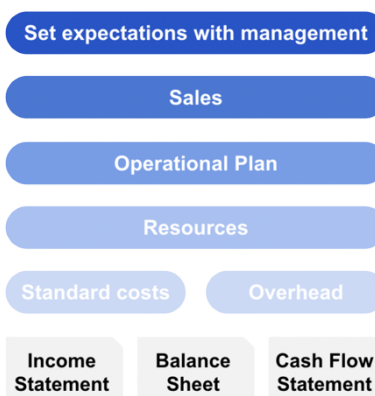 Set expectations with management
Sales
Operational Plan
Resources
Standard costs Overhead
Income Balance Cash Flow
Statement Sheet Statement